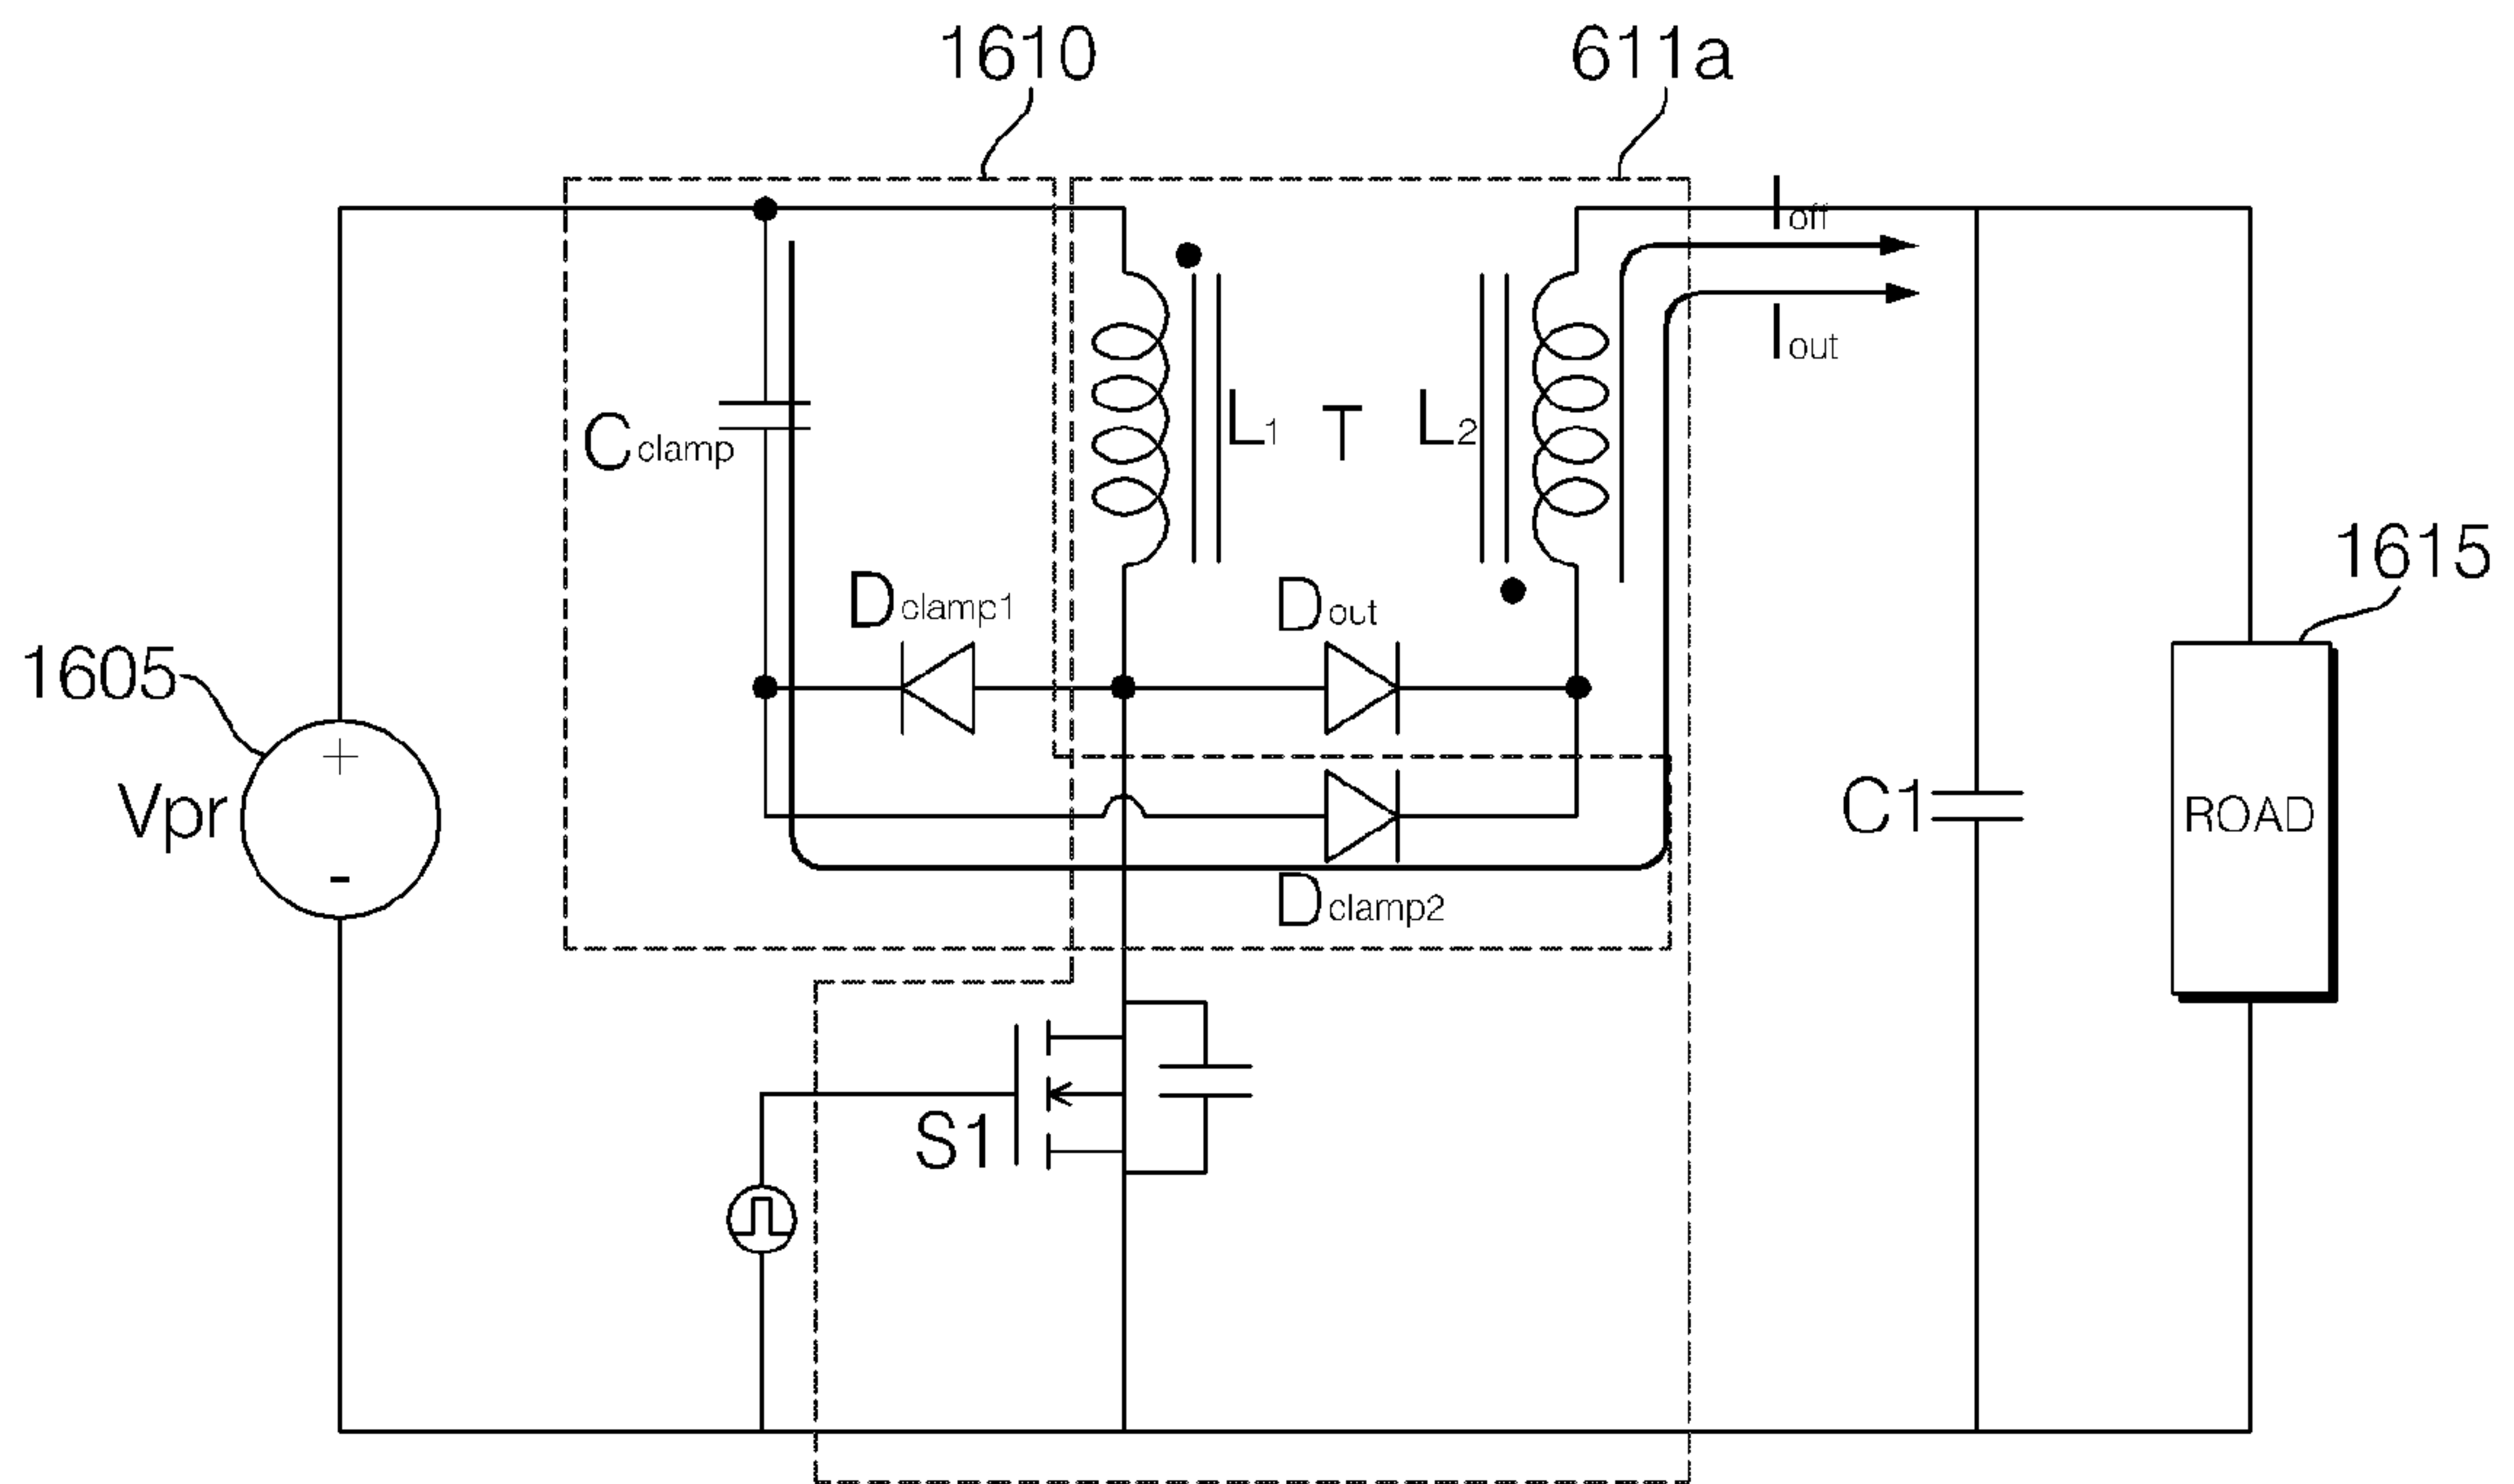 1610
611a
Ioff
Iout
Cclamp
L1 T L2
Dclamp1
Dout
1615
1605
+
Vpr
-
C1
ROAD
Dclamp2
S1